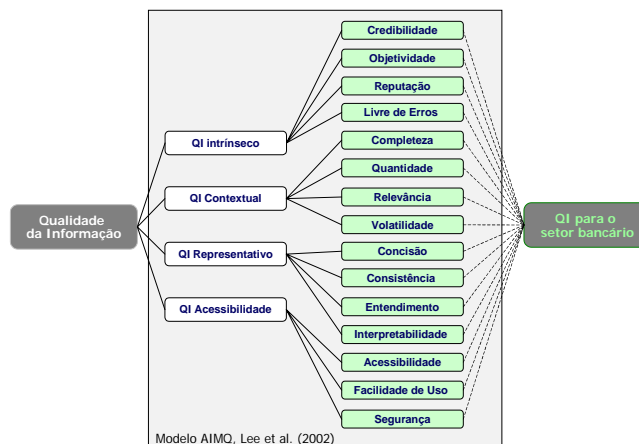 Qualidade
da Informação
QI intrínseco
QI Contextual
QI Representativo
QI Acessibilidade
Credibilidade
Objetividade
Reputação
Livre de Erros
Completeza
Quantidade
Relevância
Volatilidade
Concisão
Consistência
Entendimento
Interpretabilidade
Acessibilidade
Facilidade de Uso
Segurança
QI para o
setor bancário
Modelo AIMQ, Lee et al. (2002)